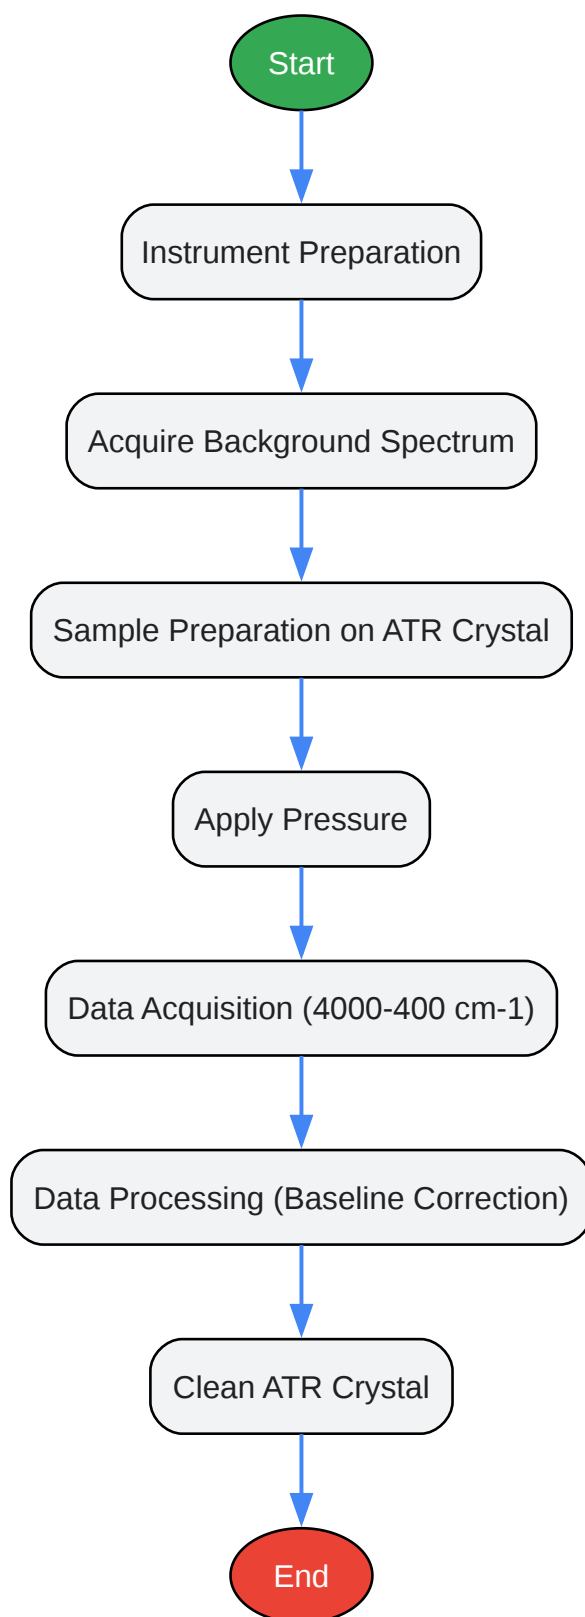 Start
Instrument Preparation
Acquire Background Spectrum
Sample Preparation on ATR Crystal
Apply Pressure
Data Acquisition (4000-400 cm-1)
Data Processing (Baseline Correction)
Clean ATR Crystal
End